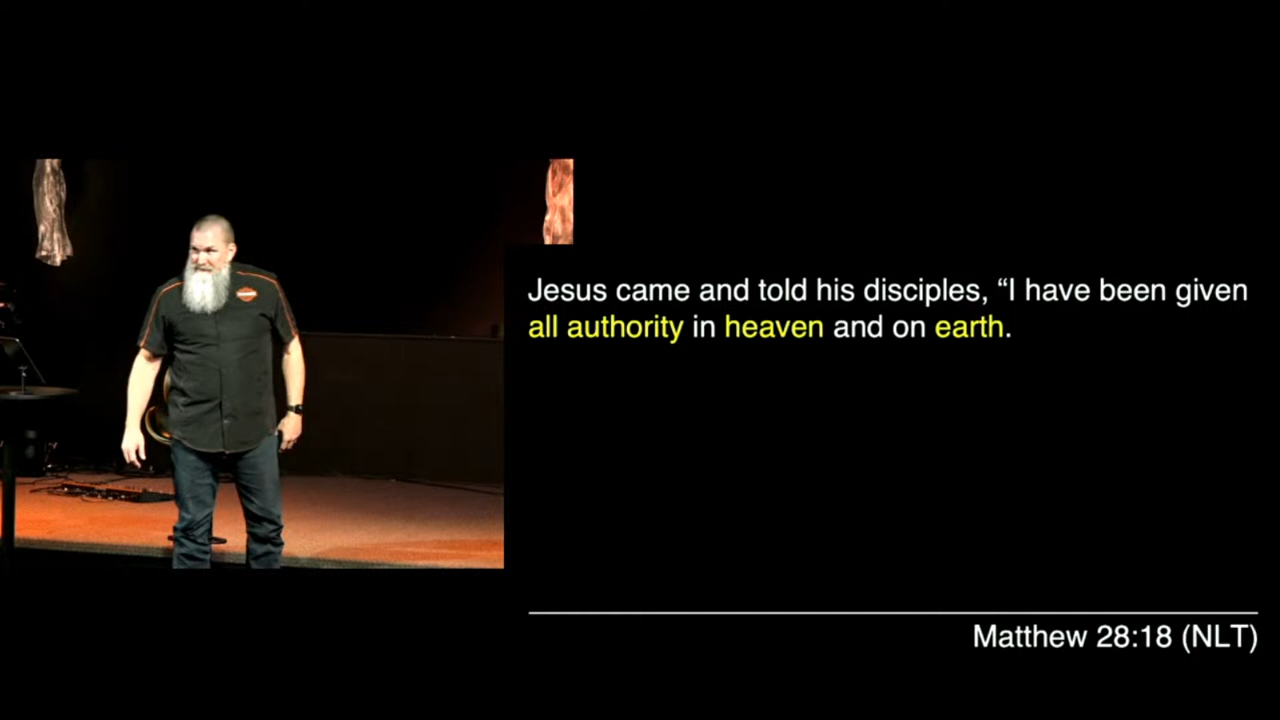 Jesus came and told his disciples, “I have been given
all authority in heaven and on earth.
Matthew 28:18 (NLT)